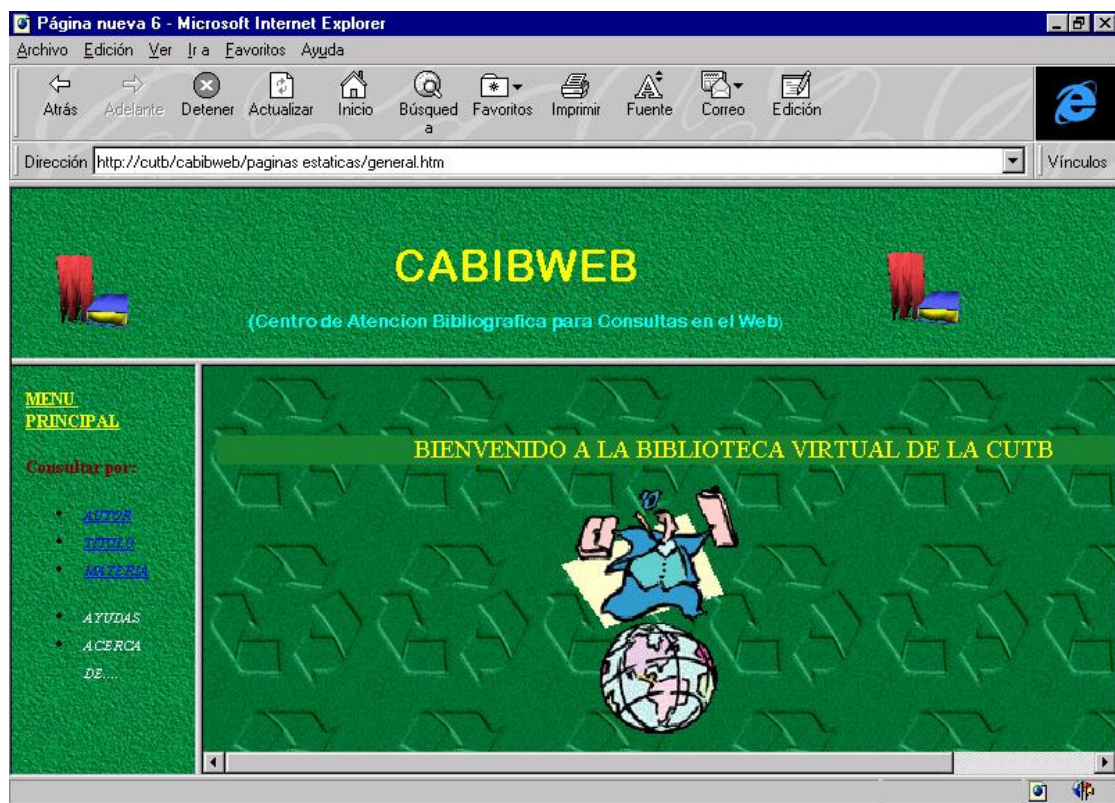 Página nueva 6 - Microsoft Internet Explorer
Archivo Edición Ver Ir a Favoritos Ayuda
Atrás Adelante Detener Actualizar Inicio Búsqued
a Favoritos Imprimir Fuente Correo Edición
Dirección http://cutb/cabibweb/paginas estaticas/general.htm Vínculos
CABIBWEB
(Centro de Atencion Bibliografica para Consultas en el Web)
MENU
PRINCIPAL
Consultar por:
AUTOR
TITULO
MATERIA
AYUDAS
ACERCA
DE....
BIENVENIDO A LA BIBLIOTECA VIRTUAL DE LA CUTB